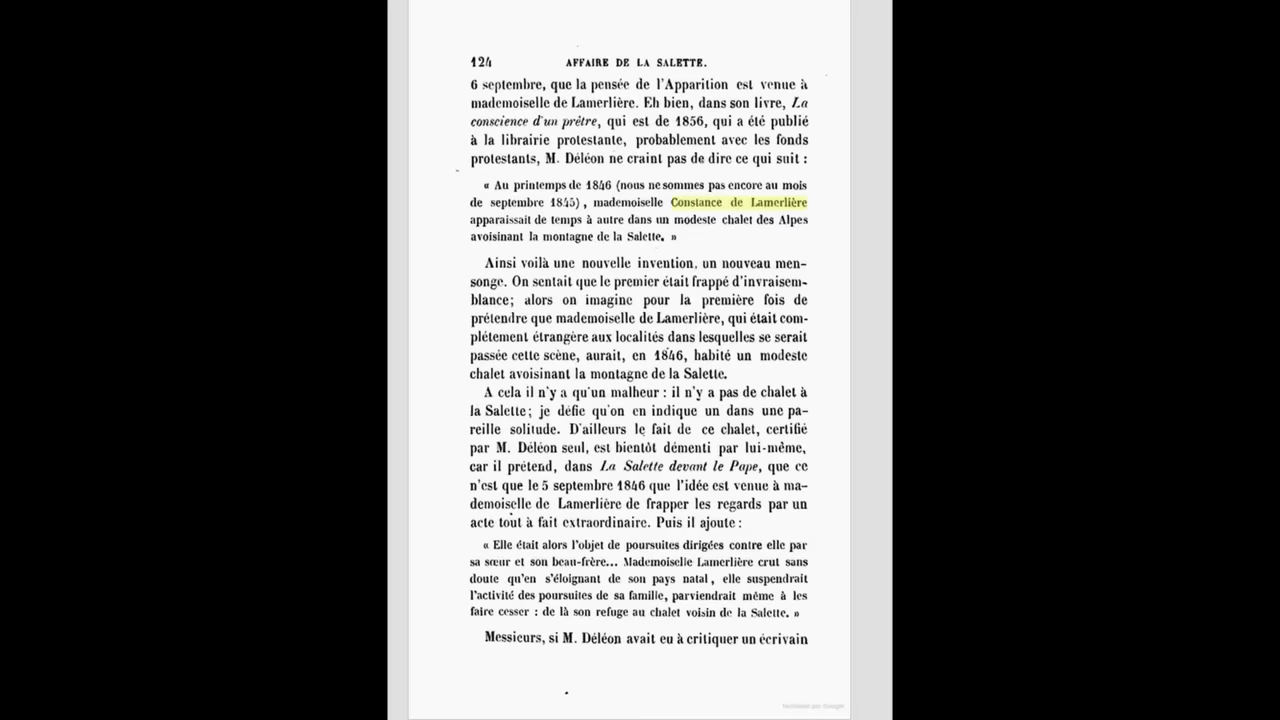 124 AFFAIRE DE LA SALETTE.
6 septembre, que la pensée de l'Apparition est venue à
mademoiselle de Lamerlière. Eh bien, dans son livre, La
conscience d'un prêtre, qui est de 1856, qui a été publié
à la librairie protestante, probablement avec les fonds
protestants, M. Déléon ne craint pas de dire ce qui suit :
« Au printemps de 1846 (nous ne sommes pas encore au mois
de septembre 1845), mademoiselle Constance de Lamerlière
apparaissait de temps à autre dans un modeste chalet des Alpes
avoisinant la montagne de la Salette. »
Ainsi voilà une nouvelle invention, un nouveau men-
songe. On sentait que le premier était frappé d'invraisem-
blance; alors on imagine pour la première fois de
prétendre que mademoiselle de Lamerlière, qui était com-
plétement étrangère aux localités dans lesquelles se serait
passée cette scène, aurait, en 1846, habité un modeste
chalet avoisinant la montagne de la Salette.
A cela il n'y a qu'un malheur : il n'y a pas de chalet à
la Salette; je défie qu'on en indique un dans une pa-
reille solitude. D'ailleurs le fait de ce chalet, certifié
par M. Déléon seul, est bientôt démenti par lui-même,
car il prétend, dans La Salette devant le Pape, que ce
n'est que le 5 septembre 1846 que l'idée est venue à ma-
demoiselle de Lamerlière de frapper les regards par un
acte tout à fait extraordinaire. Puis il ajoute :
« Elle était alors l'objet de poursuites dirigées contre elle par
sa sœur et son beau-frère... Mademoiselle Lamerlière crut sans
doute qu'en s'éloignant de son pays natal, elle suspendrait
l'activité des poursuites de sa famille, parviendrait même à les
faire cesser : de là son refuge au chalet voisin de la Salette. »
Messieurs, si M. Déléon avait eu à critiquer un écrivain